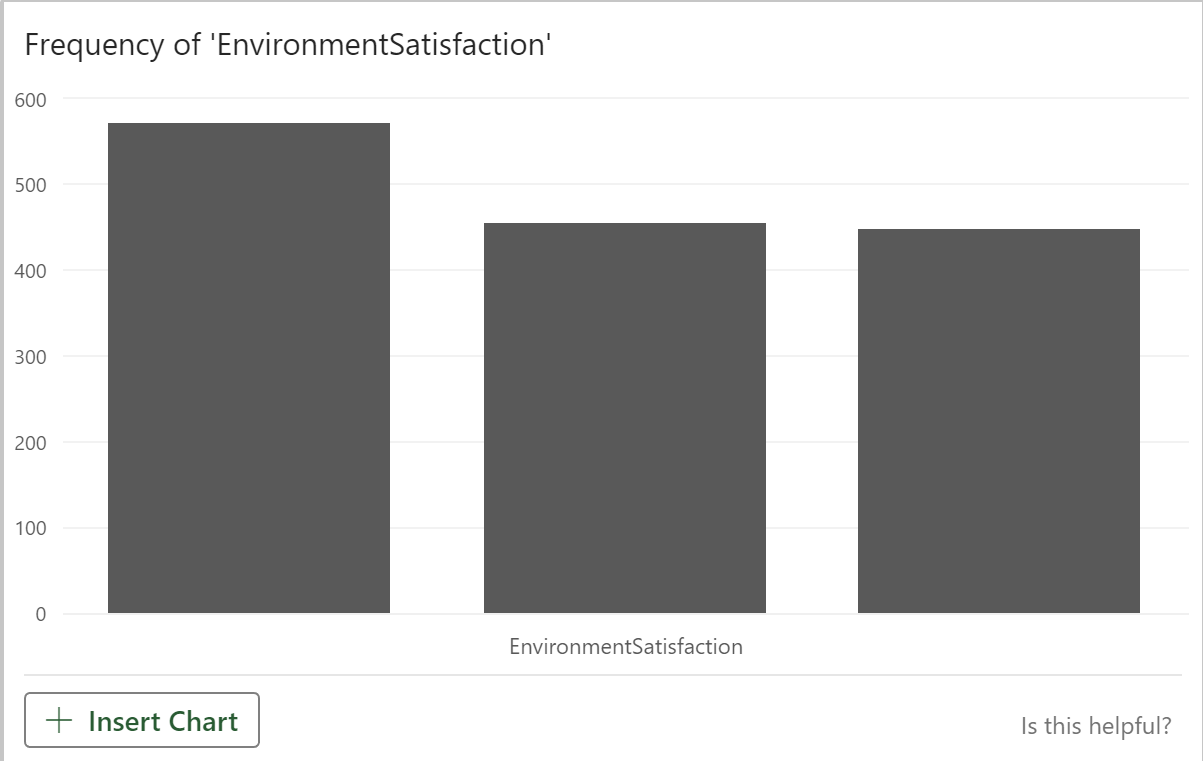 Frequency of 'EnvironmentSatisfaction'
600
500
400
300
200
100
0
EnvironmentSatisfaction
Insert Chart
Is this helpful?